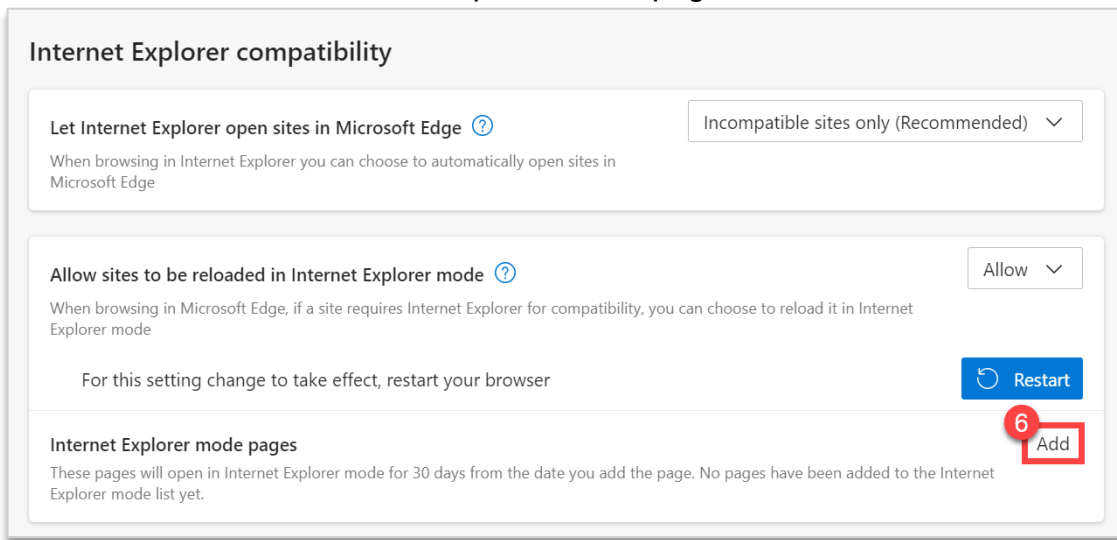 Internet Explorer compatibility
Let Internet Explorer open sites in Microsoft Edge ?
Incompatible sites only (Recommended)
When browsing in Internet Explorer you can choose to automatically open sites in
Microsoft Edge
Allow sites to be reloaded in Internet Explorer mode ?
Allow
When browsing in Microsoft Edge, if a site requires Internet Explorer for compatibility, you can choose to reload it in Internet
Explorer mode
For this setting change to take effect, restart your browser
Restart
6
Internet Explorer mode pages
Add
These pages will open in Internet Explorer mode for 30 days from the date you add the page. No pages have been added to the Internet
Explorer mode list yet.